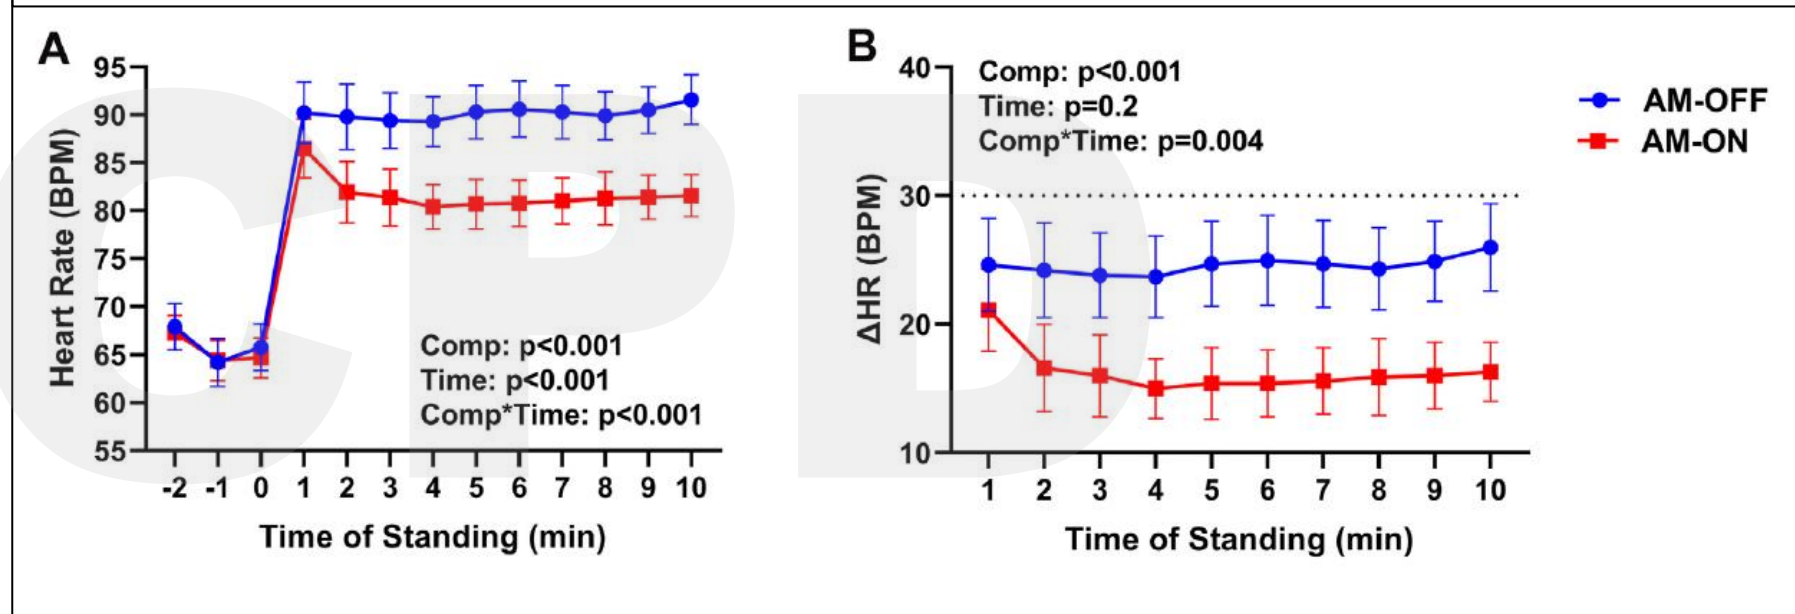 A
95
90
85
80
75
70
65
60
55
Heart Rate (BPM)
Comp: p<0.001
Time: p<0.001
Comp*Time: p<0.001
-2 -1 0 1 2 3 4 5 6 7 8 9 10
Time of Standing (min)
B
40
30
20
10
ΔHR (BPM)
Comp: p<0.001
Time: p=0.2
Comp*Time: p=0.004
1 2 3 4 5 6 7 8 9 10
Time of Standing (min)
AM-OFF
AM-ON
CPD